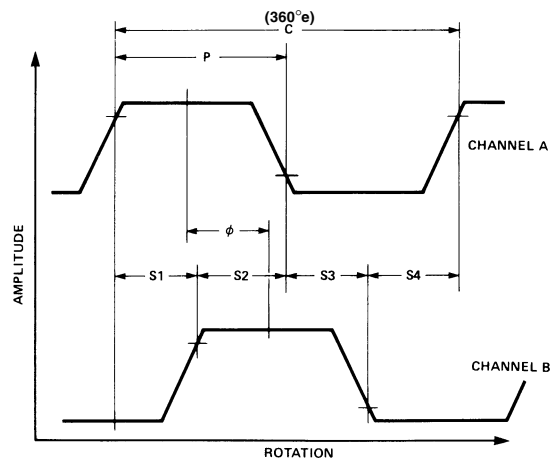 (360°e)
C
P
CHANNEL A
ϕ
S1 S2 S3 S4
AMPLITUDE
CHANNEL B
ROTATION